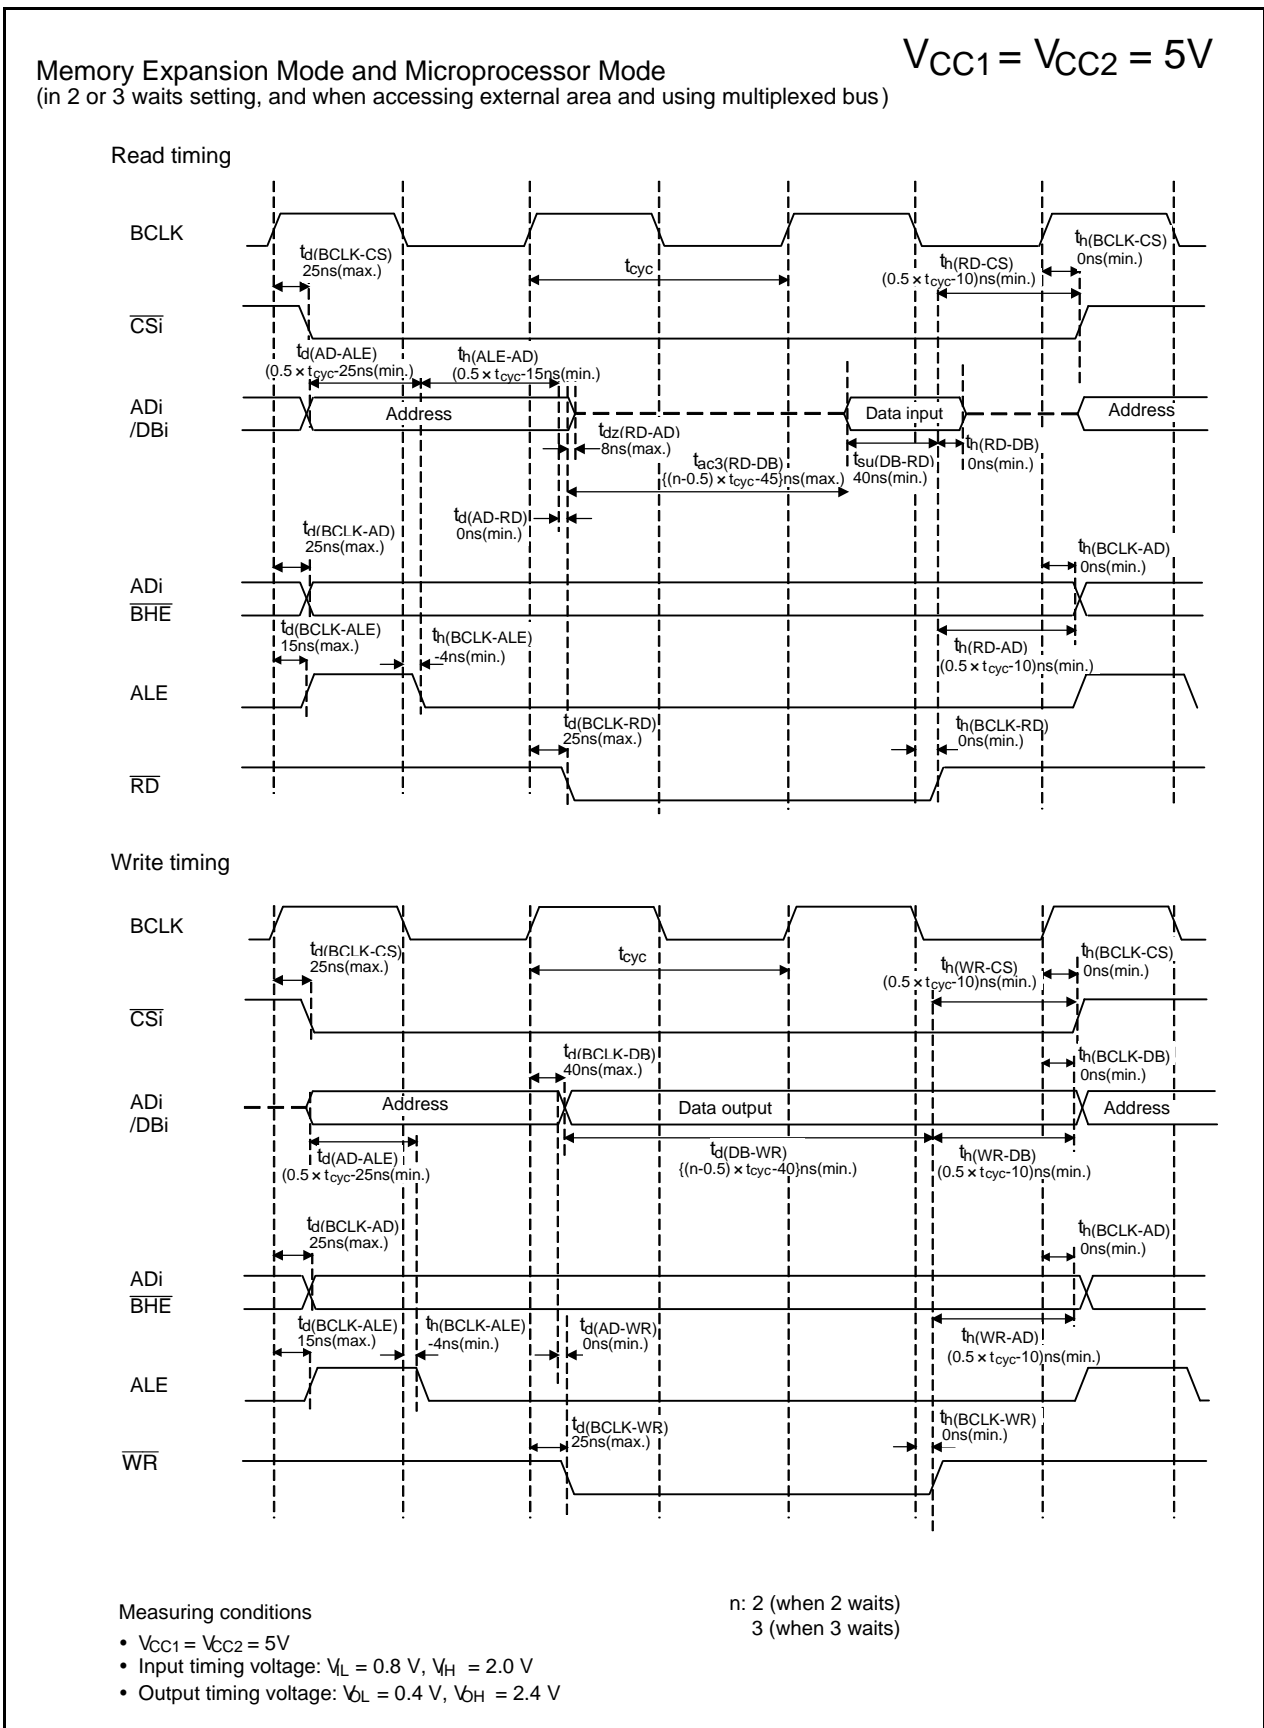 VCC1 = VCC2 = 5V
Memory Expansion Mode and Microprocessor Mode
(in 2 or 3 waits setting, and when accessing external area and using multiplexed bus)
Read timing
BCLK
td(BCLK-CS)
25ns(max.)
tcyc
th(RD-CS)
(0.5 × tcyc-10)ns(min.)
th(BCLK-CS)
0ns(min.)
CSi
td(AD-ALE)
(0.5 × tcyc-25ns(min.)
th(ALE-AD)
(0.5 × tcyc-15ns(min.)
ADi
/DBi
Address
Data input
Address
tdz(RD-AD)
8ns(max.)
tac3(RD-DB)
{(n-0.5) × tcyc-45}ns(max.)
tsu(DB-RD)
40ns(min.)
th(RD-DB)
0ns(min.)
td(AD-RD)
0ns(min.)
td(BCLK-AD)
25ns(max.)
th(BCLK-AD)
0ns(min.)
ADi
BHE
td(BCLK-ALE)
15ns(max.)
th(BCLK-ALE)
-4ns(min.)
th(RD-AD)
(0.5 × tcyc-10)ns(min.)
ALE
td(BCLK-RD)
25ns(max.)
th(BCLK-RD)
0ns(min.)
RD
Write timing
BCLK
td(BCLK-CS)
25ns(max.)
tcyc
th(WR-CS)
(0.5 × tcyc-10)ns(min.)
th(BCLK-CS)
0ns(min.)
CSi
td(BCLK-DB)
40ns(max.)
th(BCLK-DB)
0ns(min.)
ADi
/DBi
Address
Data output
Address
td(AD-ALE)
(0.5 × tcyc-25ns(min.)
td(DB-WR)
{(n-0.5) × tcyc-40}ns(min.)
th(WR-DB)
(0.5 × tcyc-10)ns(min.)
td(BCLK-AD)
25ns(max.)
th(BCLK-AD)
0ns(min.)
ADi
BHE
td(BCLK-ALE)
15ns(max.)
th(BCLK-ALE)
-4ns(min.)
td(AD-WR)
0ns(min.)
th(WR-AD)
(0.5 × tcyc-10)ns(min.)
ALE
td(BCLK-WR)
25ns(max.)
th(BCLK-WR)
0ns(min.)
WR
Measuring conditions
• VCC1 = VCC2 = 5V
• Input timing voltage: VIL = 0.8 V, VIH = 2.0 V
• Output timing voltage: VOL = 0.4 V, VOH = 2.4 V
n: 2 (when 2 waits)
3 (when 3 waits)